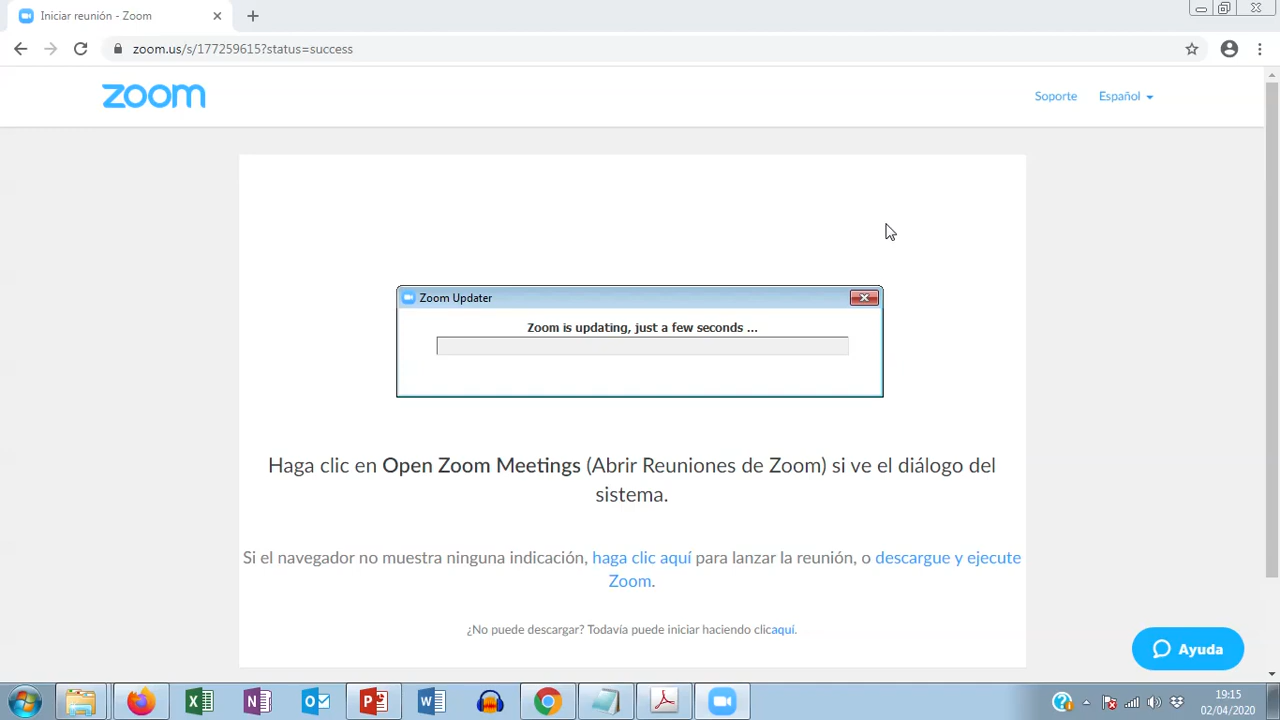 Iniciar reunión - Zoom
zoom.us/s/177259615?status=success
zoom
Soporte
Español
Zoom Updater
Zoom is updating, just a few seconds ...
Haga clic en Open Zoom Meetings (Abrir Reuniones de Zoom) si ve el diálogo del
sistema.
Si el navegador no muestra ninguna indicación, haga clic aquí para lanzar la reunión, o descargue y ejecute
Zoom.
¿No puede descargar? Todavía puede iniciar haciendo clicaquí.
Ayuda
19:15
02/04/2020